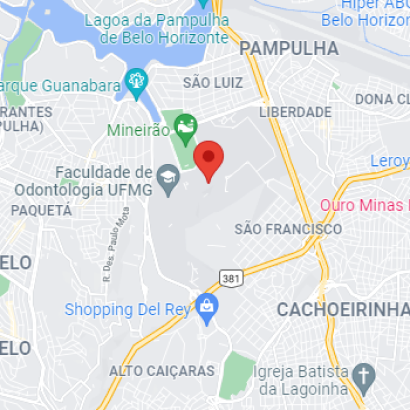 Hiper ABC
Belo Horizonte
Lagoa da Pampulha
de Belo Horizonte
PAMPULHA
arque Guanabara
SÃO LUIZ
DONA CL
RANTES
PULHA)
LIBERDADE
Mineirão
Leroy
Faculdade de
Odontologia UFMG
PAQUETÁ
Ouro Minas
R. Des. Paulo Mota
SÃO FRANCISCO
ELO
381
Shopping Del Rey
CACHOEIRINHA
ELO
ALTO CAIÇARAS
Igreja Batista
da Lagoinha